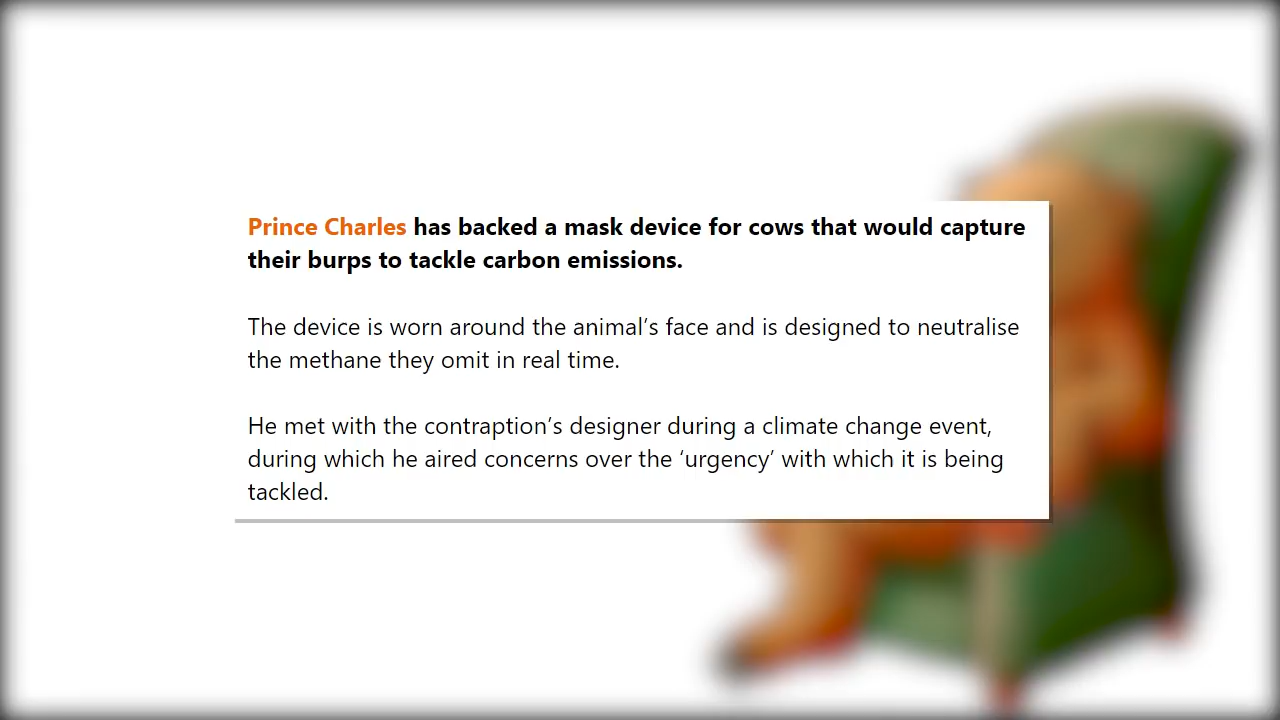 Prince Charles has backed a mask device for cows that would capture
their burps to tackle carbon emissions.
The device is worn around the animal’s face and is designed to neutralise
the methane they omit in real time.
He met with the contraption’s designer during a climate change event,
during which he aired concerns over the ‘urgency’ with which it is being
tackled.